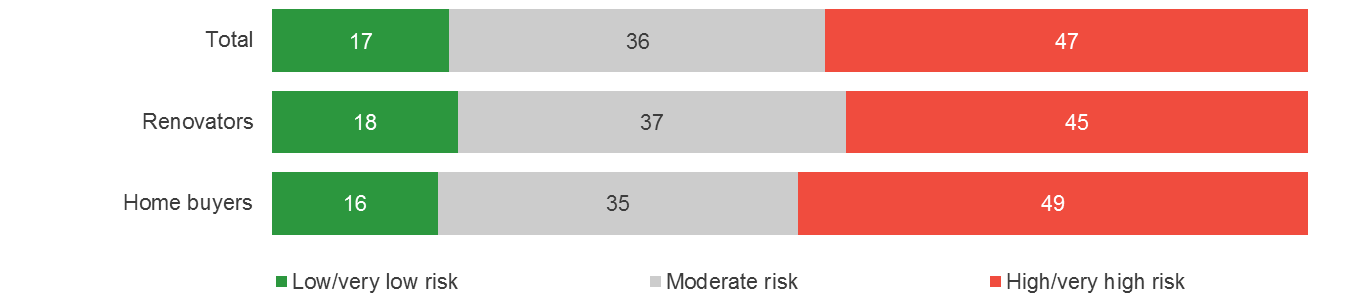 Total 17 36 47
Renovators 18 37 45
Home buyers 16 35 49
Low/very low risk Moderate risk High/very high risk